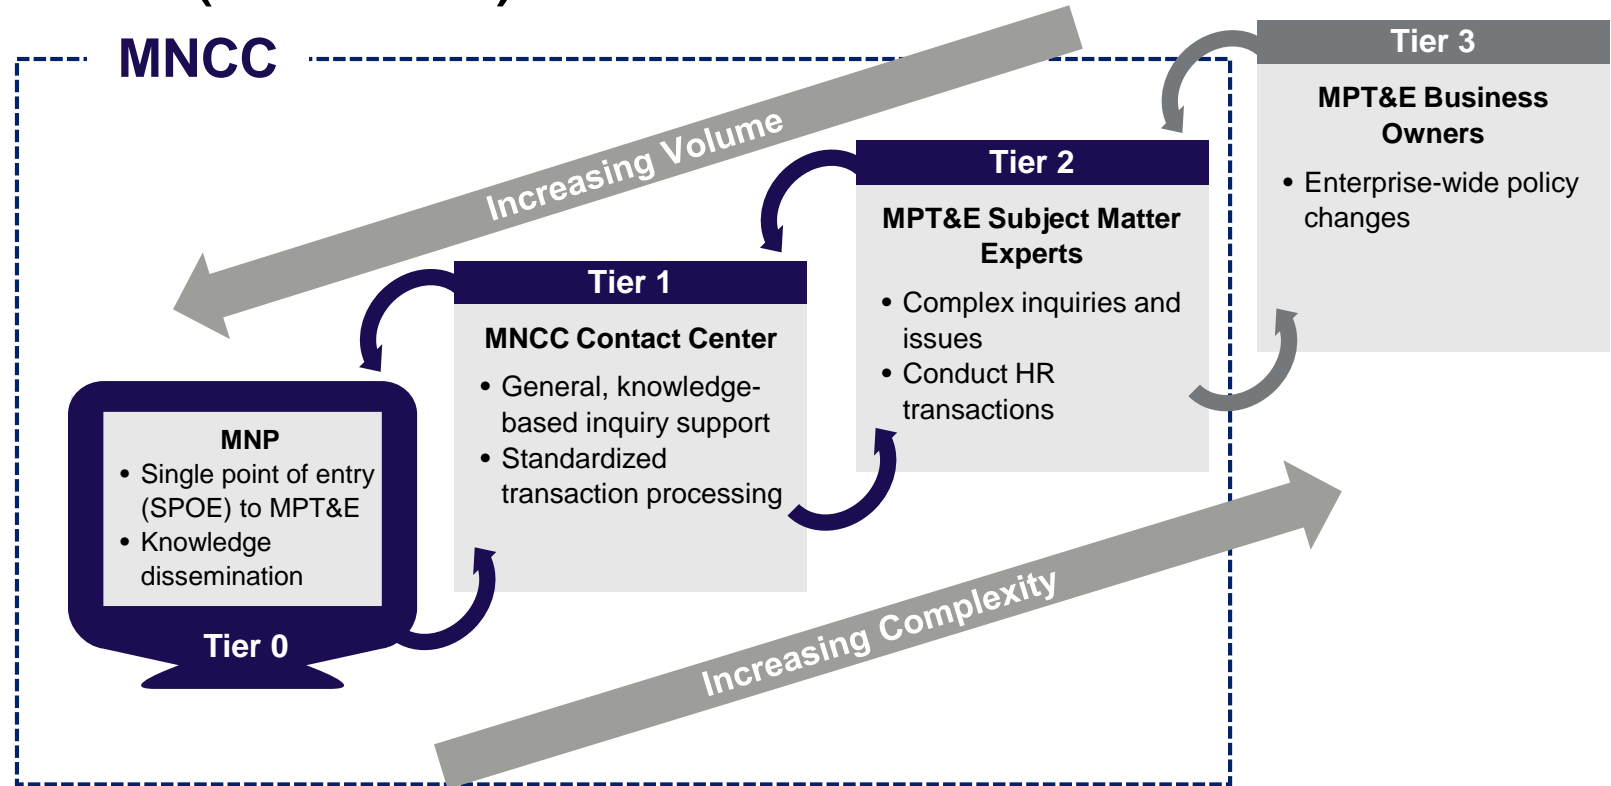 MNCC
Increasing Volume
Tier 3
MPT&E Business
Owners
• Enterprise-wide policy
changes
Tier 2
MPT&E Subject Matter
Experts
• Complex inquiries and
issues
• Conduct HR
transactions
Tier 1
MNCC Contact Center
• General, knowledge-
based inquiry support
• Standardized
transaction processing
MNP
• Single point of entry
(SPOE) to MPT&E
• Knowledge
dissemination
Tier 0
Increasing Complexity